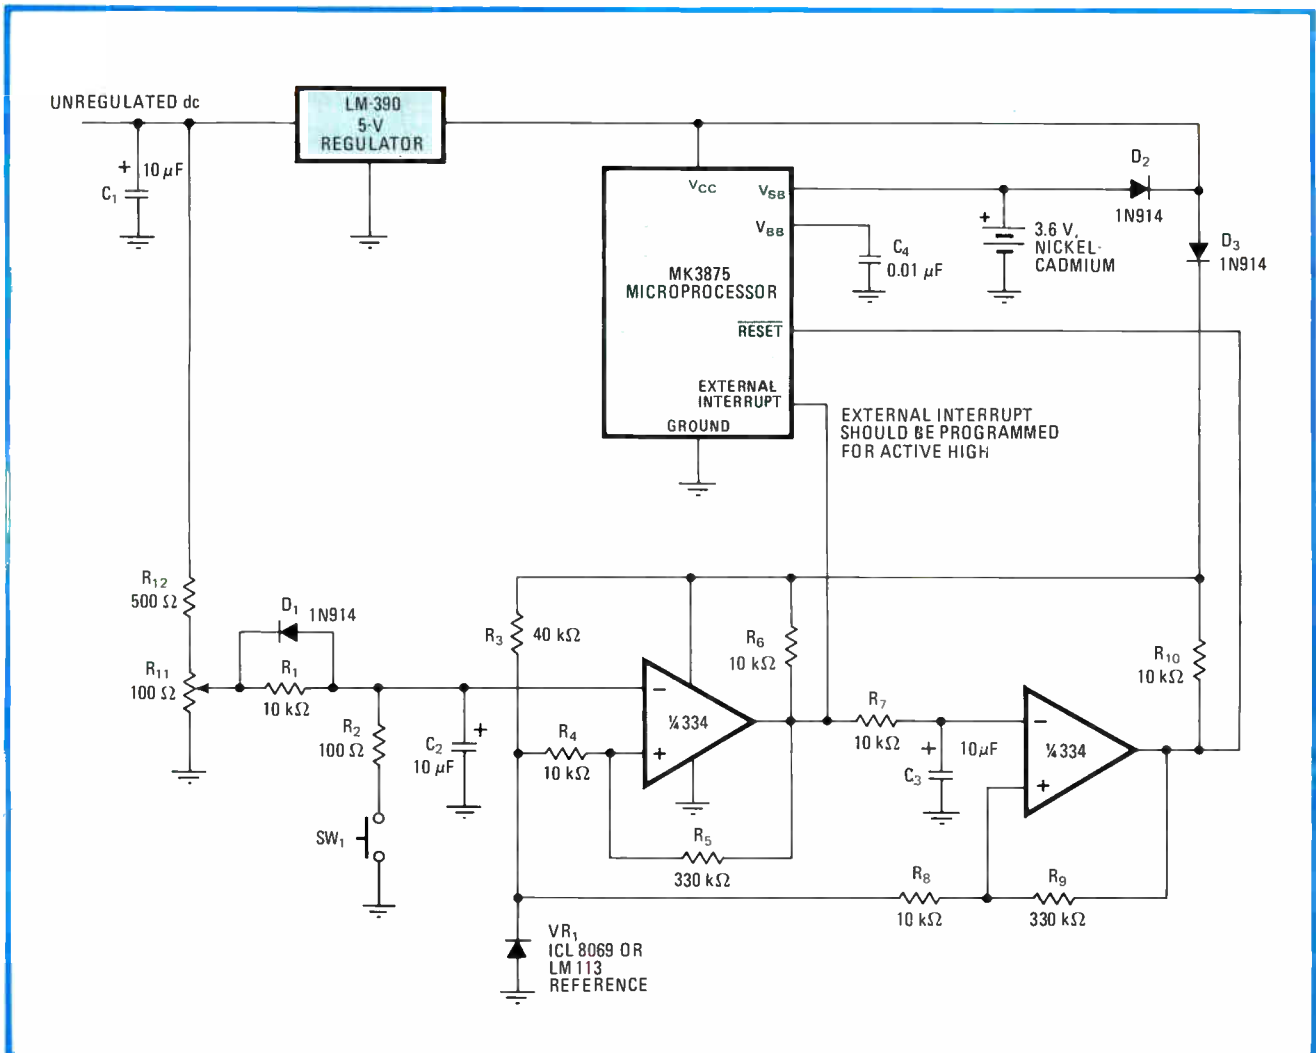 UNREGULATED dc
LM-390
5-V
REGULATOR
+
10 µF
C1
VCC
VSB
VBB
MK3875
MICROPROCESSOR
RESET
EXTERNAL
INTERRUPT
GROUND
D2
1N914
+
3.6 V,
NICKEL-
CADMIUM
D3
1N914
C4
0.01 µF
EXTERNAL INTERRUPT
SHOULD BE PROGRAMMED
FOR ACTIVE HIGH
R12
500 Ω
D1 1N914
R11
100 Ω
R1
10 kΩ
R2
100 Ω
SW1
C2
10 µF
+
R3 40 kΩ
R4
10 kΩ
−
+
¼ 334
R5
330 kΩ
R6
10 kΩ
R7
10 kΩ
+
10 µF
C3
−
+
¼ 334
R10
10 kΩ
R8
10 kΩ
R9
330 kΩ
VR1
ICL 8069 OR
LM 113
REFERENCE